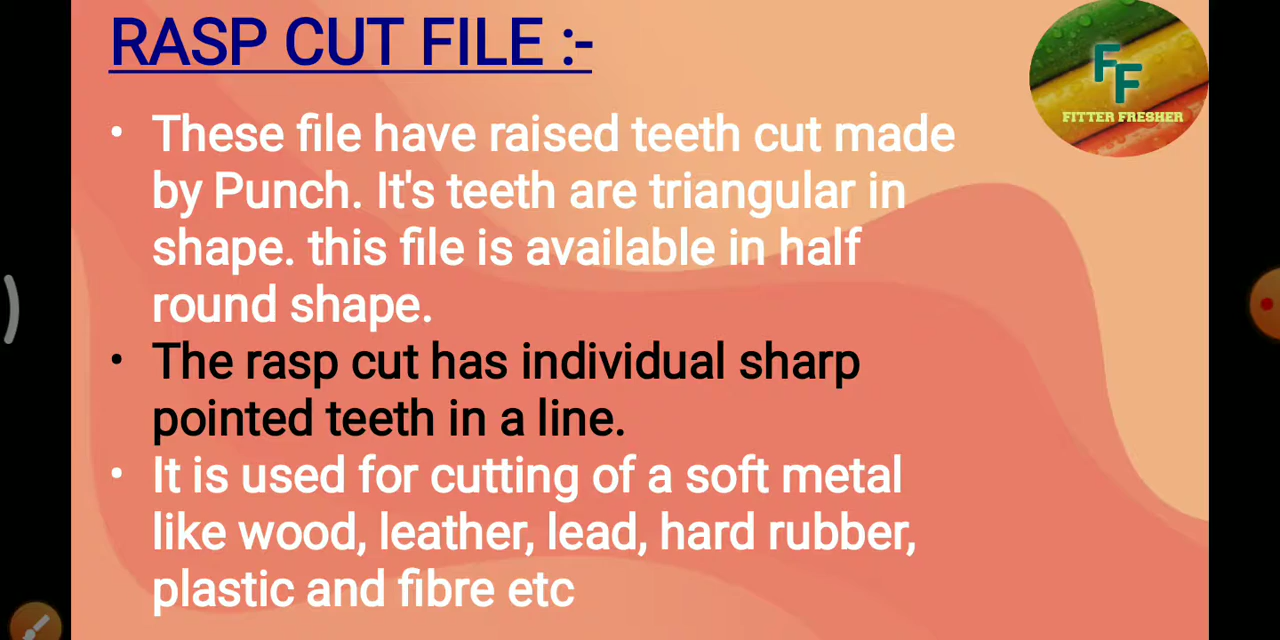 RASP CUT FILE :-
FF
FITTER FRESHER
• These file have raised teeth cut made
by Punch. It's teeth are triangular in
shape. this file is available in half
round shape.
• The rasp cut has individual sharp
pointed teeth in a line.
• It is used for cutting of a soft metal
like wood, leather, lead, hard rubber,
plastic and fibre etc